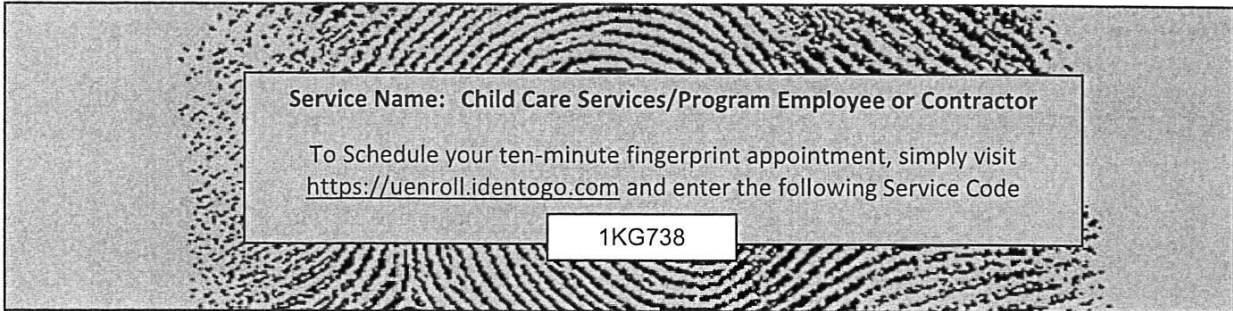 Service Name: Child Care Services/Program Employee or Contractor
To Schedule your ten-minute fingerprint appointment, simply visit
https://uenroll.identogo.com and enter the following Service Code
1KG738